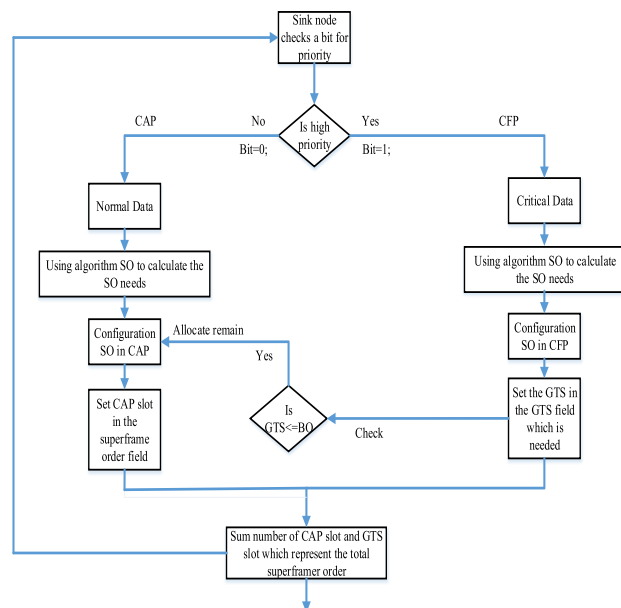 Sink node
checks a bit for
priority
CAP
No
Is high
priority
Yes
CFP
Bit=0;
Bit=1;
Normal Data
Critical Data
Using algorithm SO to calculate the
SO needs
Using algorithm SO to calculate
the SO needs
Configuration
SO in CAP
Allocate remain
Yes
Configuration
SO in CFP
Set CAP slot
in the
superframe
order field
Is
GTS<=BO
Check
Set the GTS in
the GTS field
which is
needed
Sum number of CAP slot and GTS
slot which represent the total
superframer order